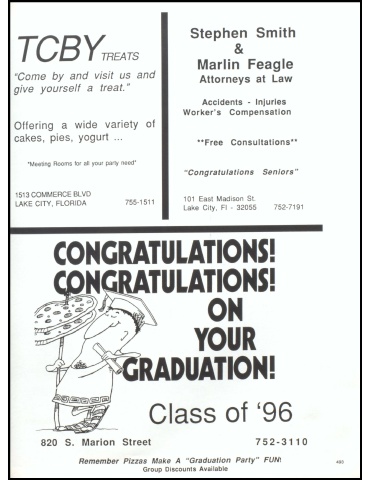 TCBY TREATS
"Come by and visit us and
give yourself a treat."
Offering a wide variety of
cakes, pies, yogurt ...
*Meeting Rooms for all your party need*
1513 COMMERCE BLVD
LAKE CITY, FLORIDA 755-1511
Stephen Smith
&
Marlin Feagle
Attorneys at Law
Accidents - Injuries
Worker's Compensation
**Free Consultations**
"Congratulations Seniors"
101 East Madison St.
Lake City, Fl - 32055 752-7191
CONGRATULATIONS!
CONGRATULATIONS!
ON
YOUR
GRADUATION!
Class of '96
820 S. Marion Street 752-3110
Remember Pizzas Make A "Graduation Party" FUN!
Group Discounts Available